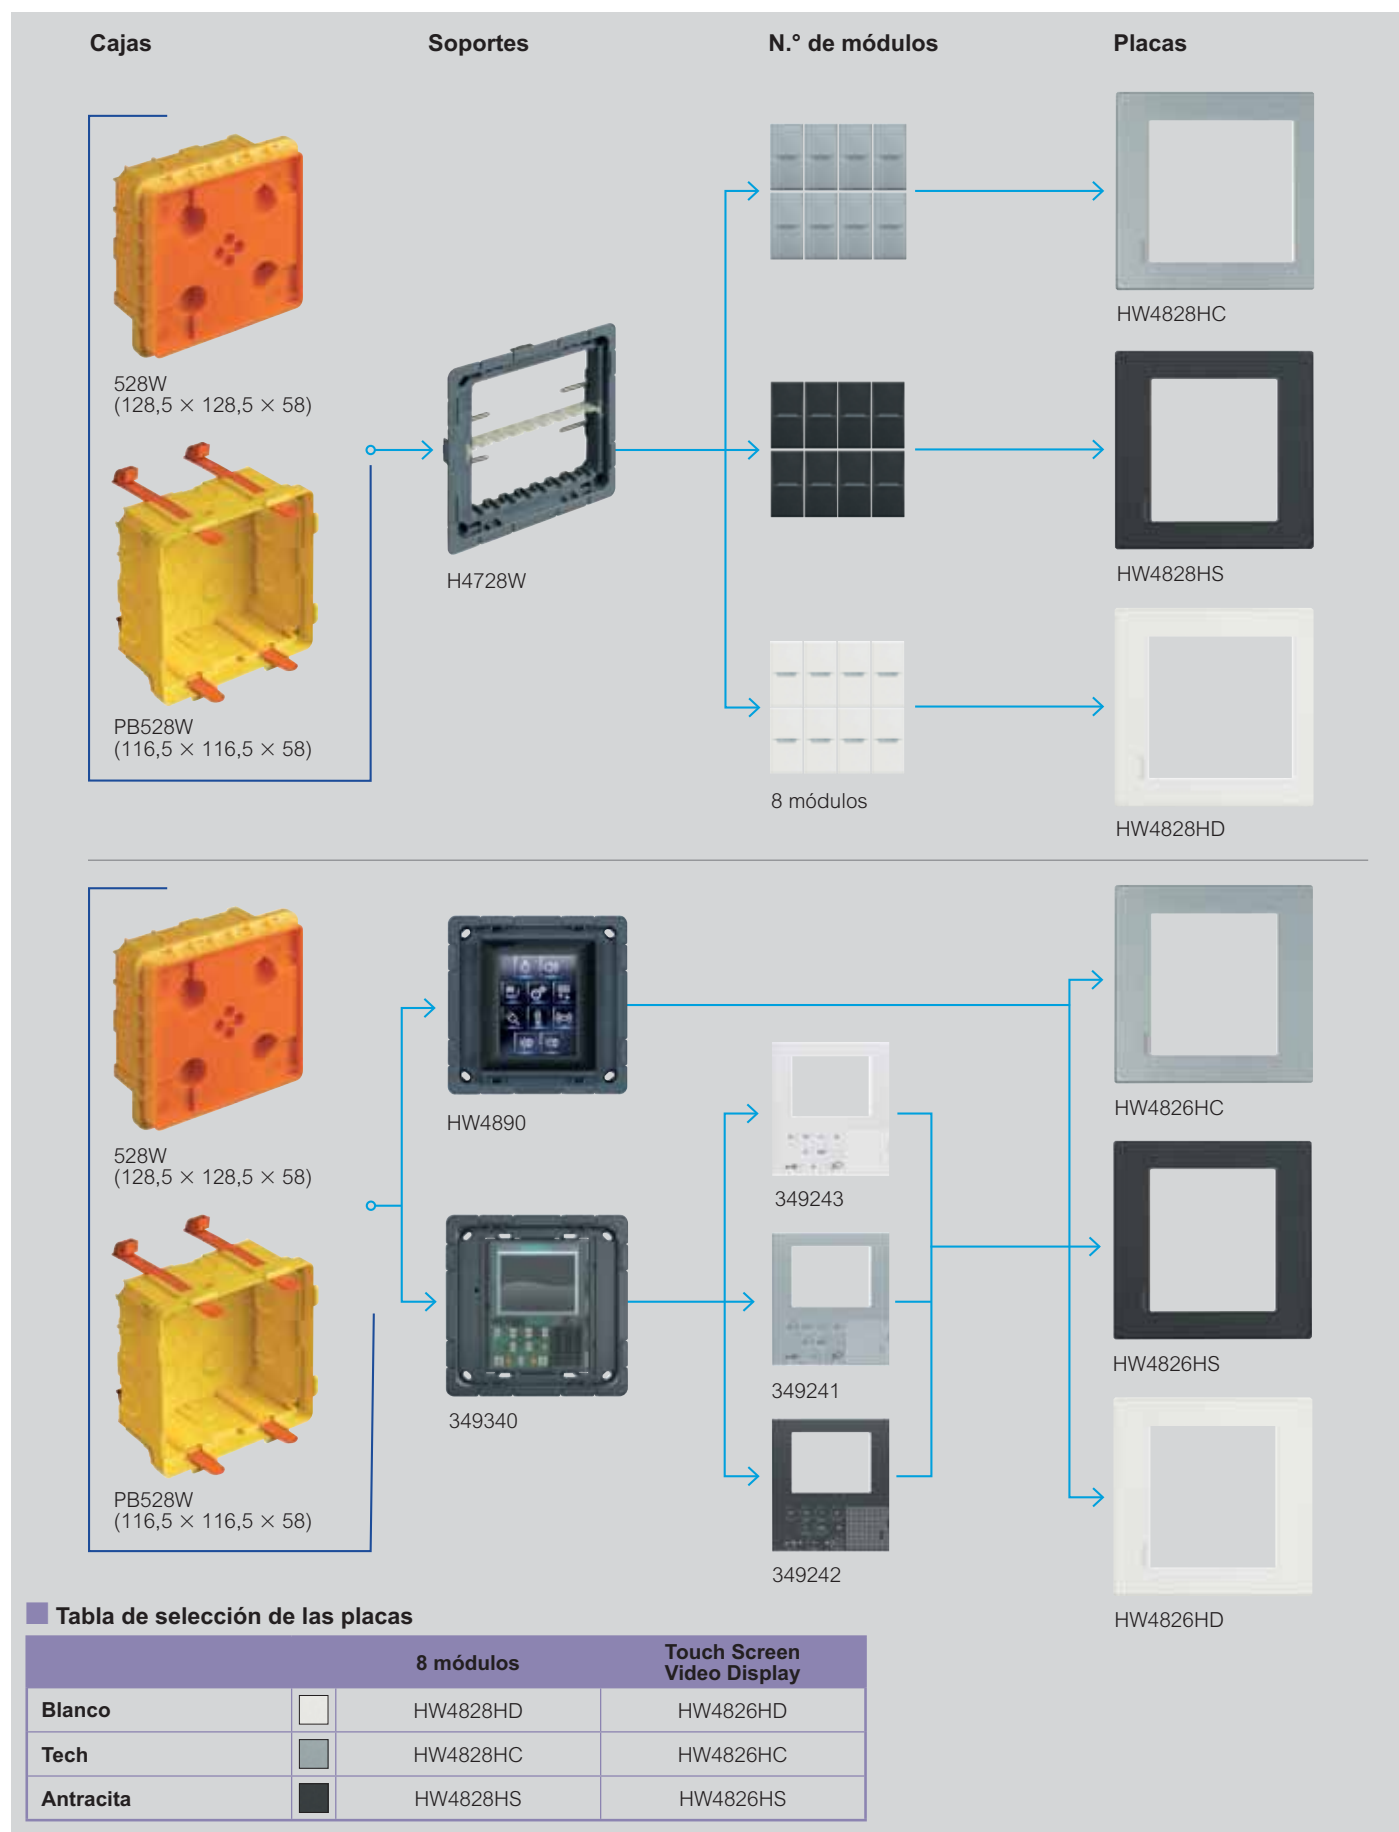 Cajas
Soportes
N.° de módulos
Placas
528W
(128,5 × 128,5 × 58)
PB528W
(116,5 × 116,5 × 58)
H4728W
8 módulos
HW4828HC
HW4828HS
HW4828HD
528W
(128,5 × 128,5 × 58)
PB528W
(116,5 × 116,5 × 58)
HW4890
349340
349243
349241
349242
HW4826HC
HW4826HS
HW4826HD
Tabla de selección de las placas
8 módulos
Touch Screen
Video Display
Blanco HW4828HD HW4826HD
Tech HW4828HC HW4826HC
Antracita HW4828HS HW4826HS